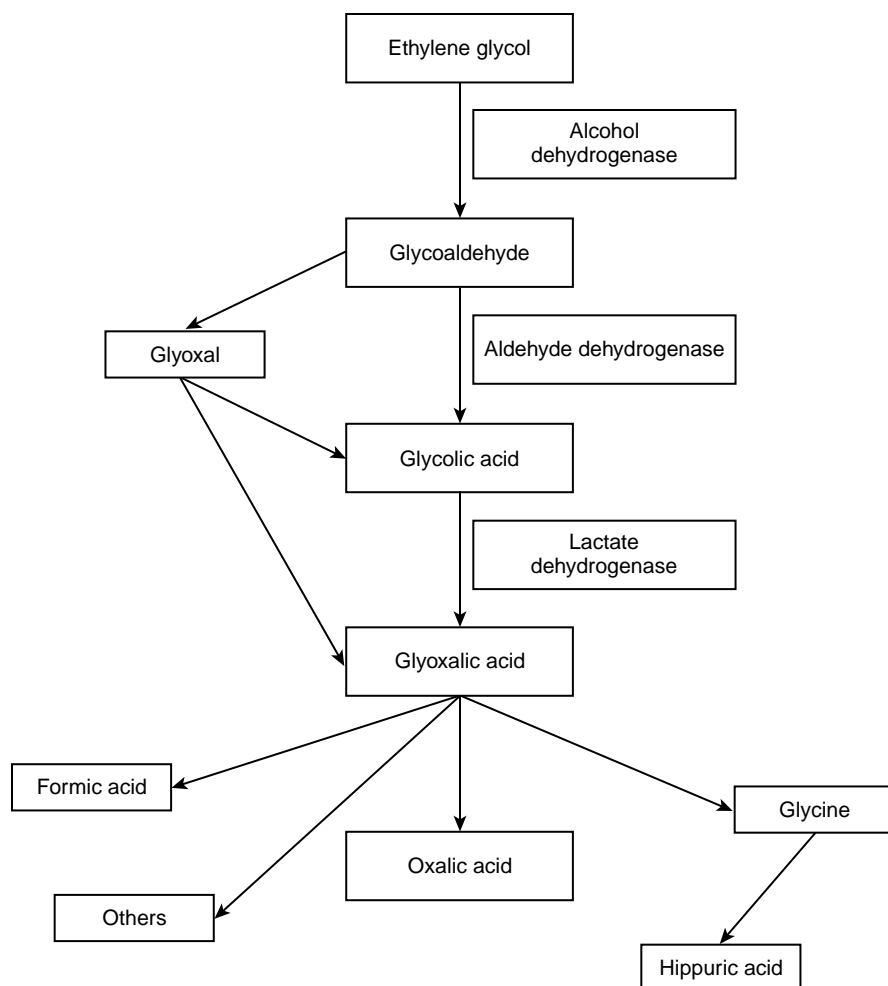 Ethylene glycol
Alcohol
dehydrogenase
Glycoaldehyde
Glyoxal
Aldehyde dehydrogenase
Glycolic acid
Lactate
dehydrogenase
Glyoxalic acid
Formic acid
Glycine
Oxalic acid
Others
Hippuric acid